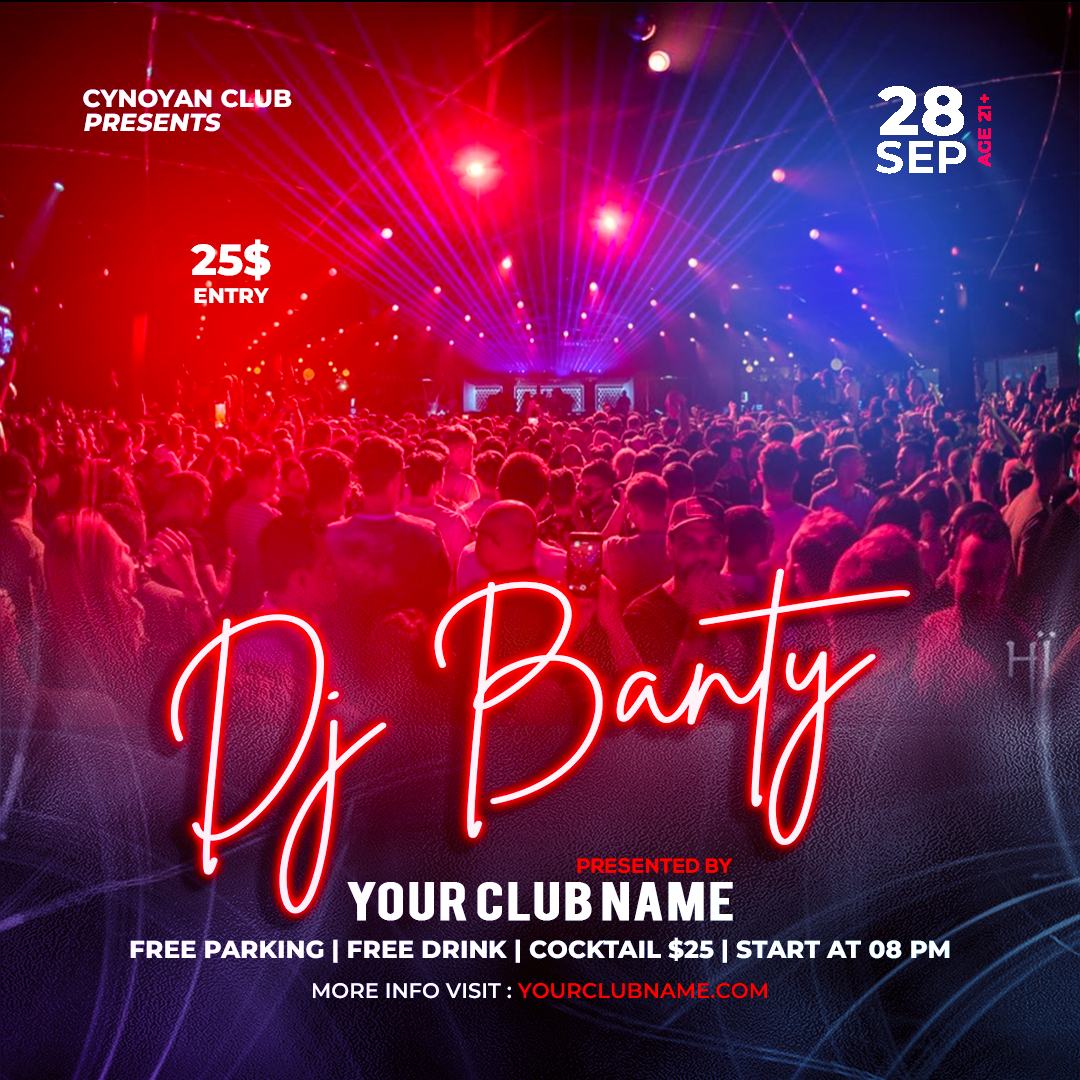 CYNOYAN CLUB
PRESENTS
28
SEP
AGE 21+
25$
ENTRY
Dj Banty
PRESENTED BY
YOUR CLUB NAME
FREE PARKING | FREE DRINK | COCKTAIL $25 | START AT 08 PM
MORE INFO VISIT : YOURCLUBNAME.COM